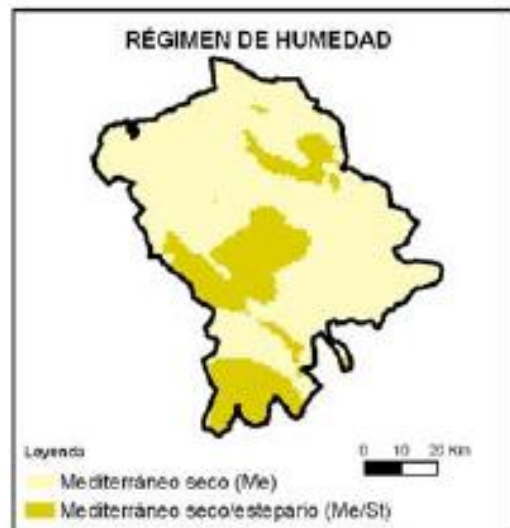 RÉGIMEN DE HUMEDAD
Leyenda
0 10 20 Km
Mediterráneo seco (Me)
Mediterráneo seco/estepario (Me/St)